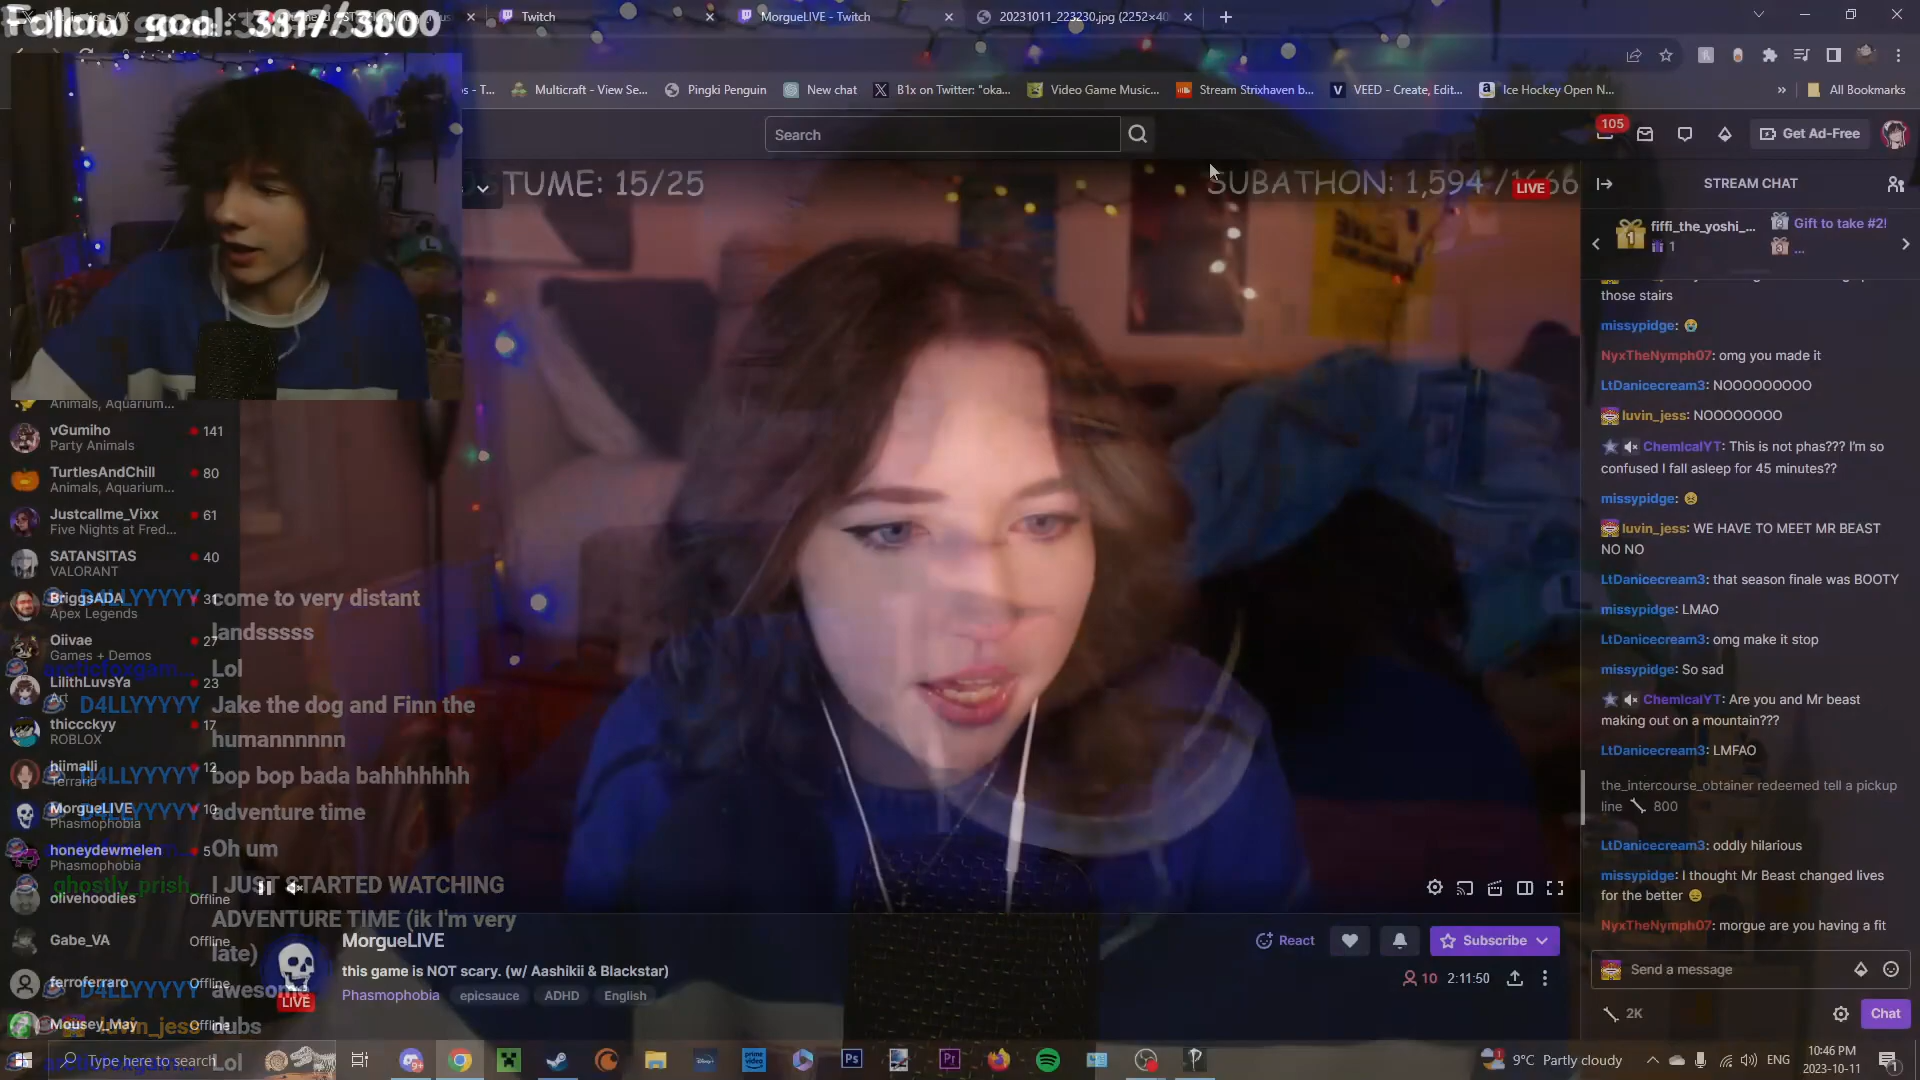 Follow goal: 3817/3800
Twitch
MorgueLIVE - Twitch
20231011_223230.jpg (2252×40
s - T...
Multicraft - View Se...
Pingki Penguin
New chat
B1x on Twitter: "oka...
Video Game Music...
Stream Strixhaven b...
VEED - Create, Edit...
Ice Hockey Open N...
All Bookmarks
Search
105
Get Ad-Free
TUME: 15/25
SUBATHON: 1,594 /1666
LIVE
STREAM CHAT
fiffi_the_yoshi_...
1
Gift to take #2!
...
those stairs
missypidge:
NyxTheNymph07: omg you made it
LtDanicecream3: NOOOOOOOOO
luvin_jess: NOOOOOOOO
ChemicalYT: This is not phas??? I'm so
confused I fall asleep for 45 minutes??
missypidge:
luvin_jess: WE HAVE TO MEET MR BEAST
NO NO
LtDanicecream3: that season finale was BOOTY
missypidge: LMAO
LtDanicecream3: omg make it stop
missypidge: So sad
ChemicalYT: Are you and Mr beast
making out on a mountain???
LtDanicecream3: LMFAO
the_intercourse_obtainer redeemed tell a pickup
line 800
LtDanicecream3: oddly hilarious
missypidge: I thought Mr Beast changed lives
for the better
NyxTheNymph07: morgue are you having a fit
Send a message
2K
Chat
Animals, Aquarium...
vGumiho
141
Party Animals
TurtlesAndChill
80
Animals, Aquarium...
Justcallme_Vixx
61
Five Nights at Fred...
SATANSITAS
40
VALORANT
BriggsADA
31
Apex Legends
Oiivae
27
Games + Demos
LilithLuvsYa
23
Art
thiccckyy
17
ROBLOX
hiimalli
12
Terraria
MorgueLIVE
10
Phasmophobia
honeydewmelen
5
Phasmophobia
olivehoodies
Offline
Gabe_VA
Offline
ferroferraro
Offline
Mousey_May
Offline
D4LLYYYYY
come to very distant
landsssss
arcticfoxgam...
Lol
D4LLYYYYY
Jake the dog and Finn the
humannnnnn
D4LLYYYYY
bop bop bada bahhhhhhh
D4LLYYYYY
adventure time
Oh um
ghostly_prish_
I JUST STARTED WATCHING
ADVENTURE TIME (ik I'm very
late)
D4LLYYYYY
awesome
luvin_jess
dubs
arcticfoxgam...
Lol
MorgueLIVE
this game is NOT scary. (w/ Aashikii & Blackstar)
LIVE
Phasmophobia
epicsauce
ADHD
English
React
Subscribe
10
2:11:50
Type here to search
9°C Partly cloudy
ENG
10:46 PM
2023-10-11